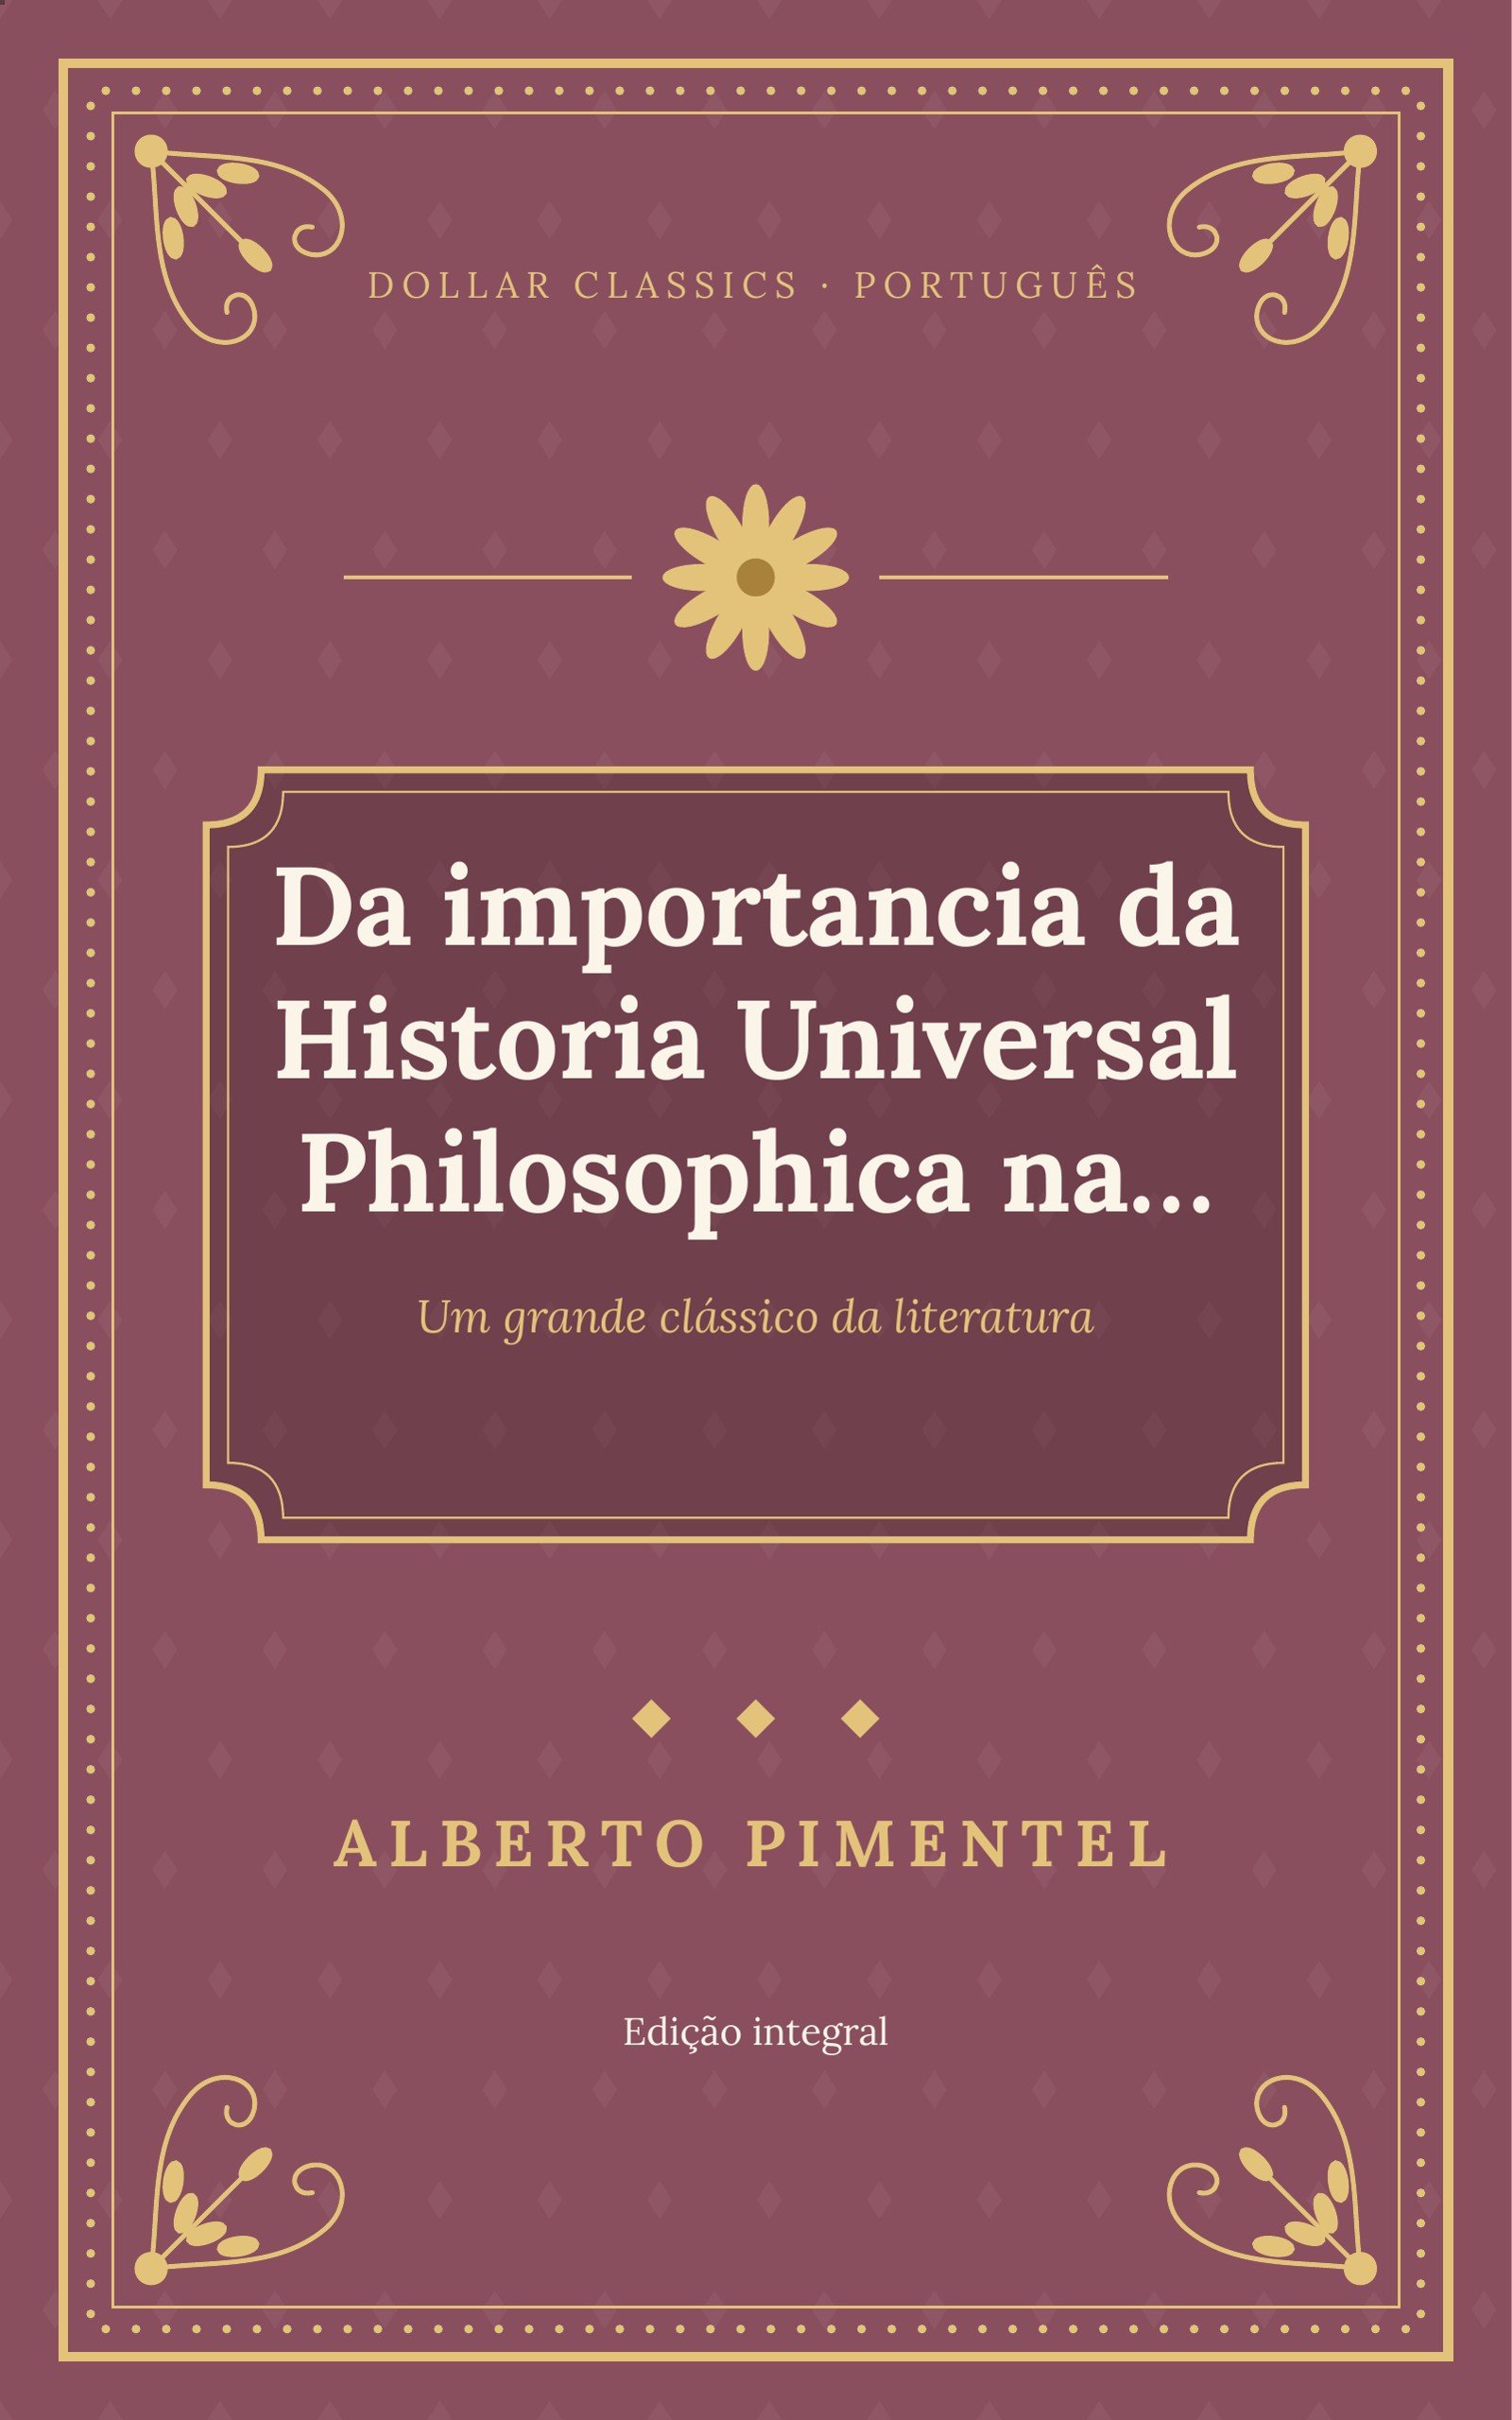 DOLLAR CLASSICS · PORTUGUÊS
Da importancia da
Historia Universal
Philosophica na...
Um grande clássico da literatura
ALBERTO PIMENTEL
Edição integral